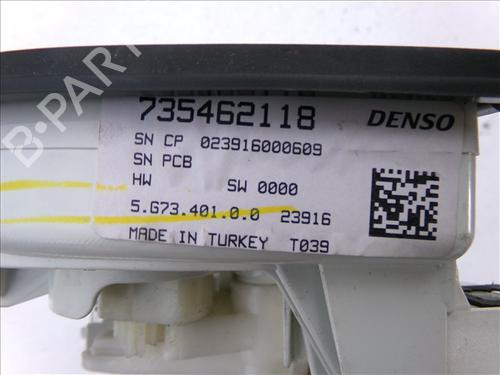 735462118 DENSO
SN CP 023916000609
SN PCB
HW SW 0000
5.G73.401.0.0 23916
MADE IN TURKEY T039
B-PARTS